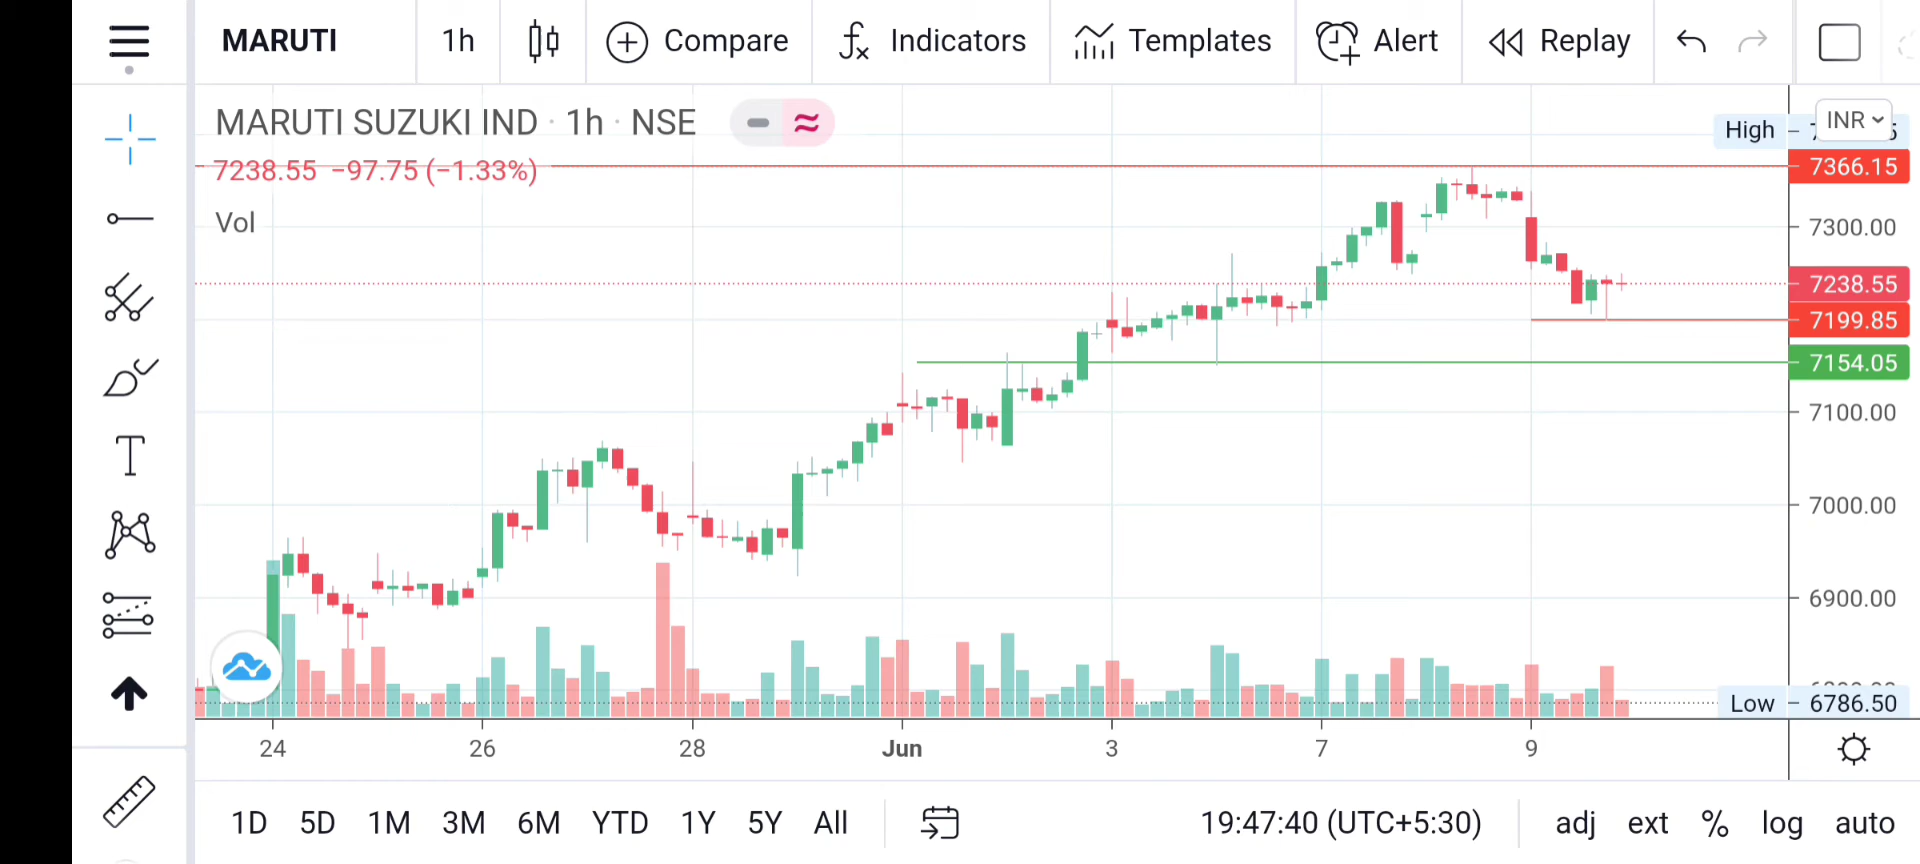 MARUTI 1h Compare Indicators Templates Alert Replay
MARUTI SUZUKI IND · 1h · NSE
7238.55 −97.75 (−1.33%)
Vol
INR
High
7366.15
7300.00
7238.55
7199.85
7154.05
7100.00
7000.00
6900.00
Low 6786.50
24 26 28 Jun 3 7 9
1D 5D 1M 3M 6M YTD 1Y 5Y All 19:47:40 (UTC+5:30) adj ext % log auto